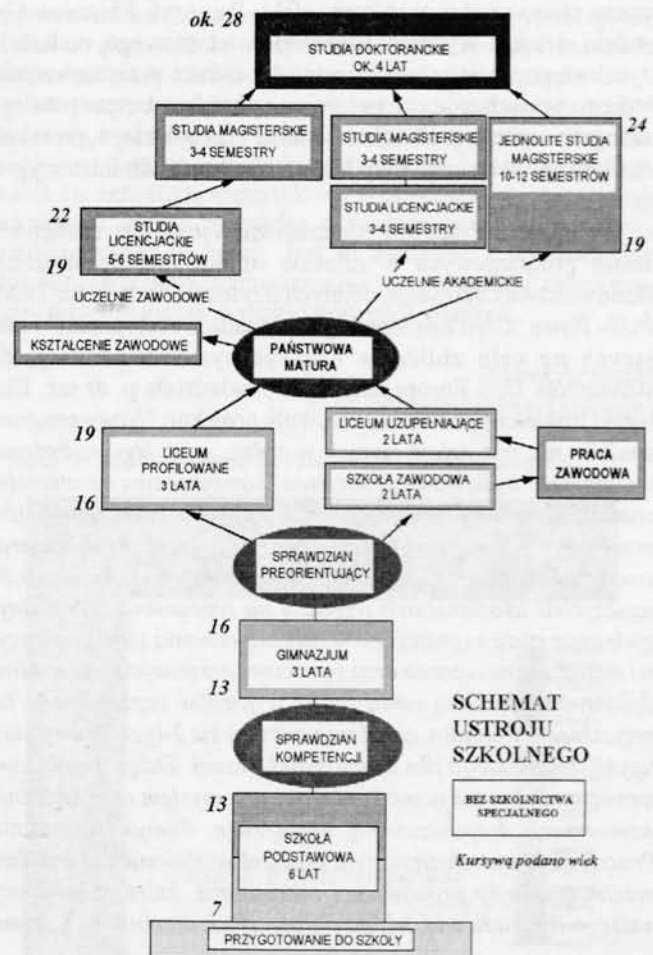 ok. 28
STUDIA DOKTORANCKIE
OK. 4 LAT
STUDIA MAGISTERSKIE
3-4 SEMESTRY
STUDIA MAGISTERSKIE
3-4 SEMESTRY
24
JEDNOLITE STUDIA
MAGISTERSKIE
10-12 SEMESTRÓW
STUDIA LICENCJACKIE
3-4 SEMESTRY
22
STUDIA
LICENCJACKIE
5-6 SEMESTRÓW
19
19
UCZELNIE ZAWODOWE
UCZELNIE AKADEMICKIE
KSZTAŁCENIE ZAWODOWE
PAŃSTWOWA
MATURA
19
LICEUM
PROFILOWANE
3 LATA
16
LICEUM UZUPEŁNIAJĄCE
2 LATA
SZKOŁA ZAWODOWA
2 LATA
PRACA
ZAWODOWA
SPRAWDZIAN
PREORIENTUJĄCY
16
GIMNAZJUM
3 LATA
13
SPRAWDZIAN
KOMPETENCJI
13
SZKOŁA
PODSTAWOWA
6 LAT
7
PRZYGOTOWANIE DO SZKOŁY
SCHEMAT
USTROJU
SZKOLNEGO
BEZ SZKOLNICTWA
SPECJALNEGO
Kursywą podano wiek